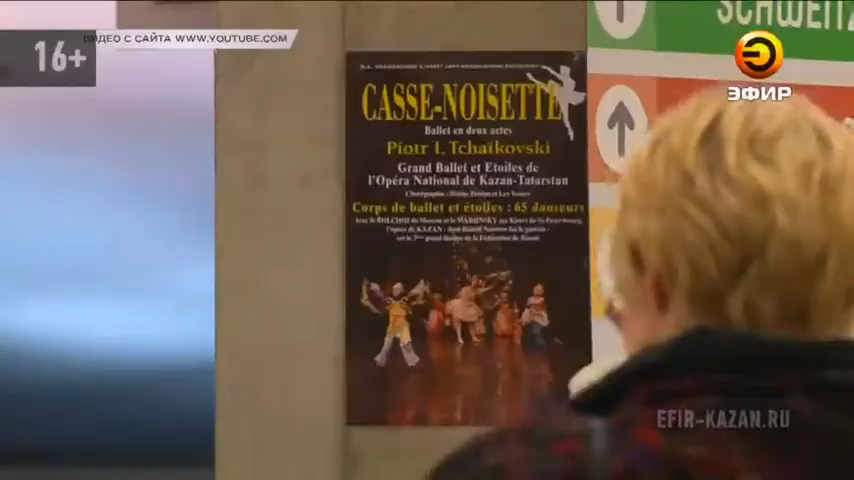 ВИДЕО С САЙТА WWW.YOUTUBE.COM
16+
SCHWEIZ
ЭФИР
CASSE-NOISETTE
Ballet en deux actes
Piotr I. Tchaïkovski
Grand Ballet et Etoiles de
l'Opéra National de Kazan-Tatarstan
Corps de ballet et étoiles : 65 danseurs
EFIR-KAZAN.RU